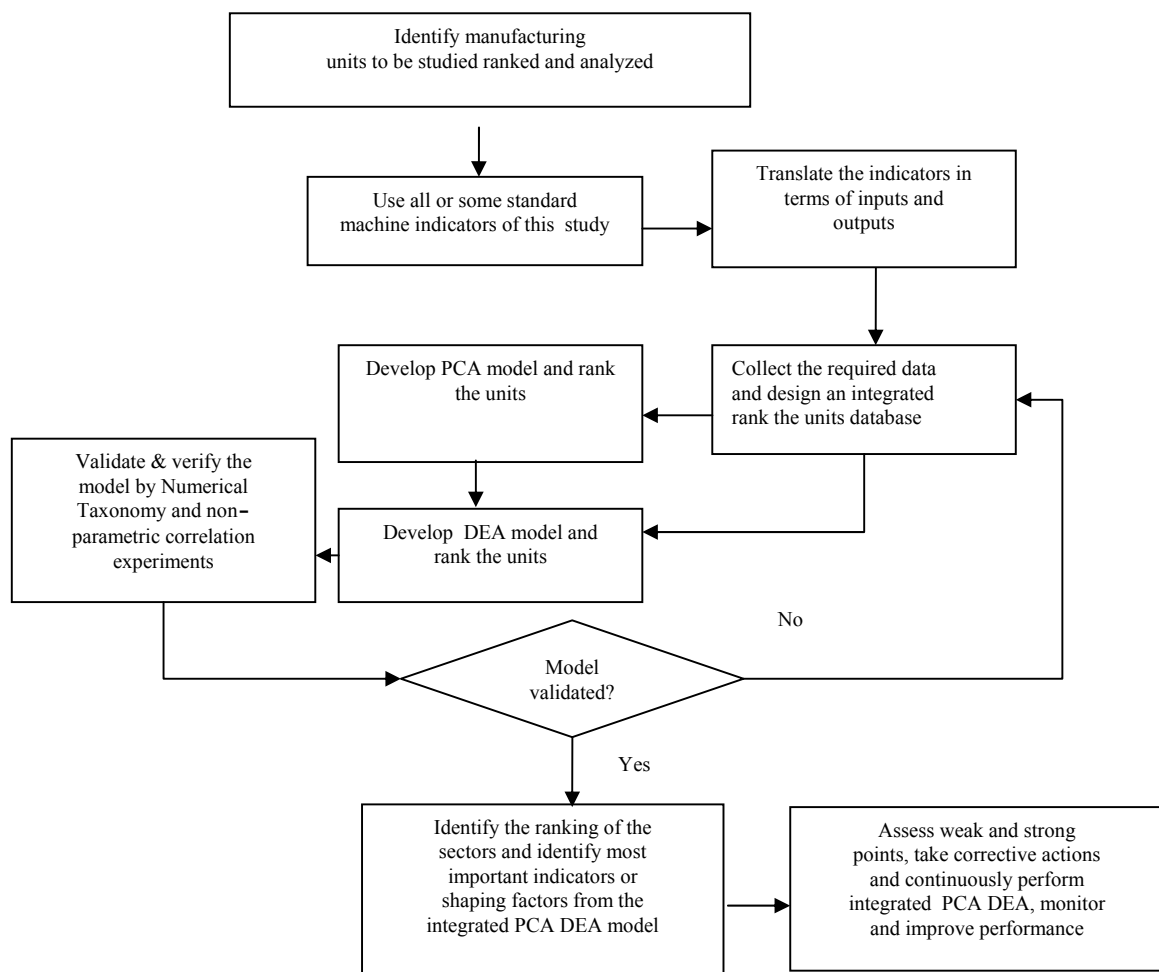 Identify manufacturing
units to be studied ranked and analyzed
Use all or some standard
machine indicators of this study
Translate the indicators in
terms of inputs and
outputs
Develop PCA model and rank
the units
Collect the required data
and design an integrated
rank the units database
Validate & verify the
model by Numerical
Taxonomy and non-
parametric correlation
experiments
Develop DEA model and
rank the units
No
Model
validated?
Yes
Identify the ranking of the
sectors and identify most
important indicators or
shaping factors from the
integrated PCA DEA model
Assess weak and strong
points, take corrective actions
and continuously perform
integrated PCA DEA, monitor
and improve performance